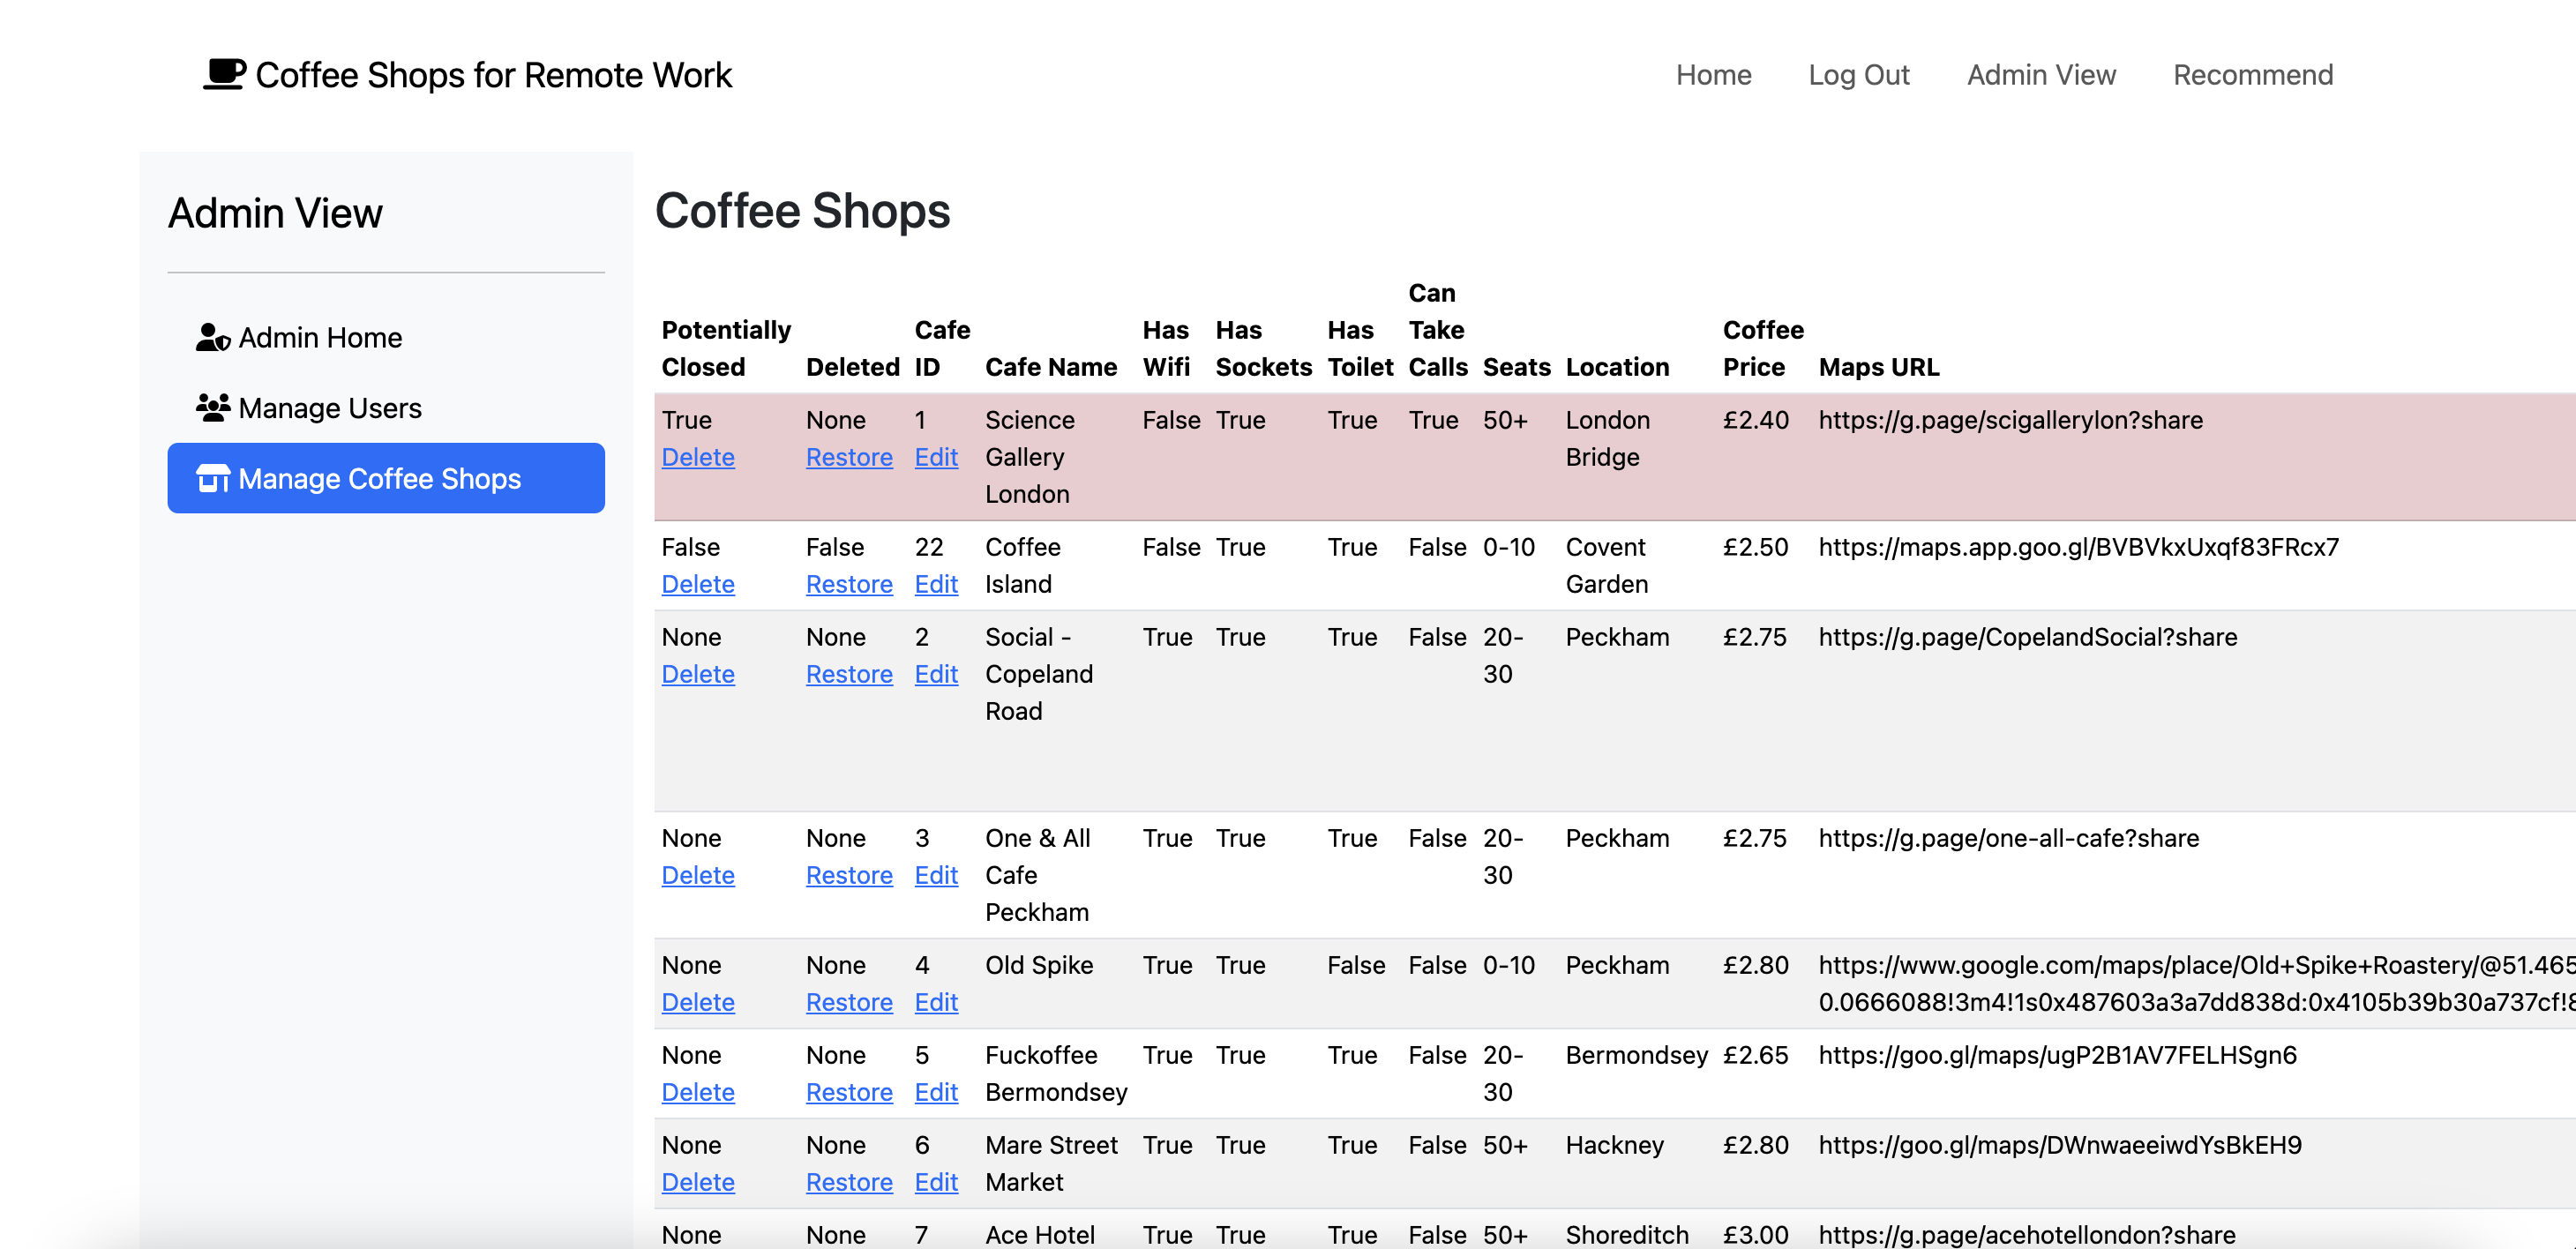 Coffee Shops for Remote Work
Home Log Out Admin View Recommend
Admin View
Admin Home
Manage Users
Manage Coffee Shops
Coffee Shops
Potentially Closed Deleted Cafe ID Cafe Name Has Wifi Has Sockets Has Toilet Can Take Calls Seats Location Coffee Price Maps URL
True None 1 Science False True True True 50+ London £2.40 https://g.page/scigallerylon?share
Delete Restore Edit Gallery Bridge
London
False False 22 Coffee False True True False 0-10 Covent £2.50 https://maps.app.goo.gl/BVBVkxUxqf83FRcx7
Delete Restore Edit Island Garden
None None 2 Social - True True True False 20- Peckham £2.75 https://g.page/CopelandSocial?share
Delete Restore Edit Copeland 30
Road
None None 3 One & All True True True False 20- Peckham £2.75 https://g.page/one-all-cafe?share
Delete Restore Edit Cafe 30
Peckham
None None 4 Old Spike True True False False 0-10 Peckham £2.80 https://www.google.com/maps/place/Old+Spike+Roastery/@51.465
Delete Restore Edit 0.0666088!3m4!1s0x487603a3a7dd838d:0x4105b39b30a737cf!8
None None 5 Fuckoffee True True True False 20- Bermondsey £2.65 https://goo.gl/maps/ugP2B1AV7FELHSgn6
Delete Restore Edit Bermondsey 30
None None 6 Mare Street True True True False 50+ Hackney £2.80 https://goo.gl/maps/DWnwaeeiwdYsBkEH9
Delete Restore Edit Market
None None 7 Ace Hotel True True True False 50+ Shoreditch £3.00 https://g.page/acehotellondon?share